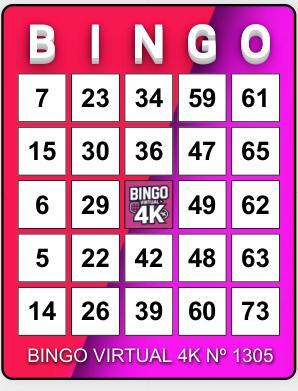 B I N G O
7 23 34 59 61
15 30 36 47 65
6 29 BINGO VIRTUAL 4K 49 62
5 22 42 48 63
14 26 39 60 73
BINGO VIRTUAL 4K Nº 1305